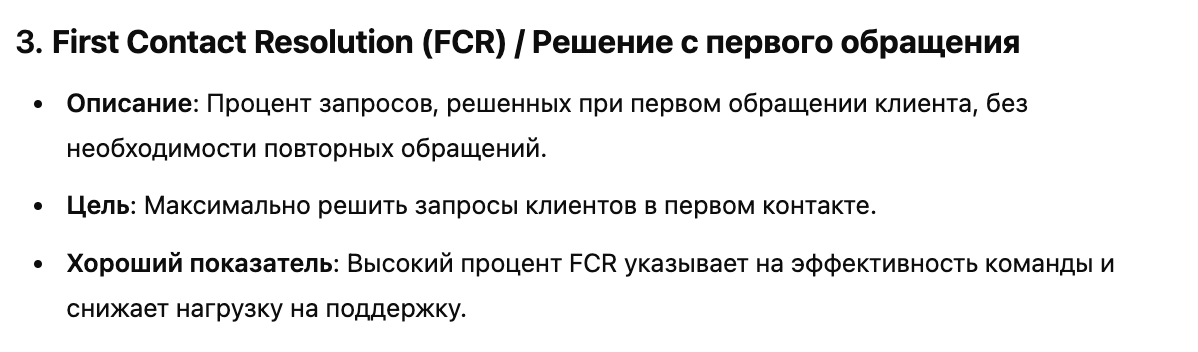 3. First Contact Resolution (FCR) / Решение с первого обращения
• Описание: Процент запросов, решенных при первом обращении клиента, без
необходимости повторных обращений.
• Цель: Максимально решить запросы клиентов в первом контакте.
• Хороший показатель: Высокий процент FCR указывает на эффективность команды и
снижает нагрузку на поддержку.